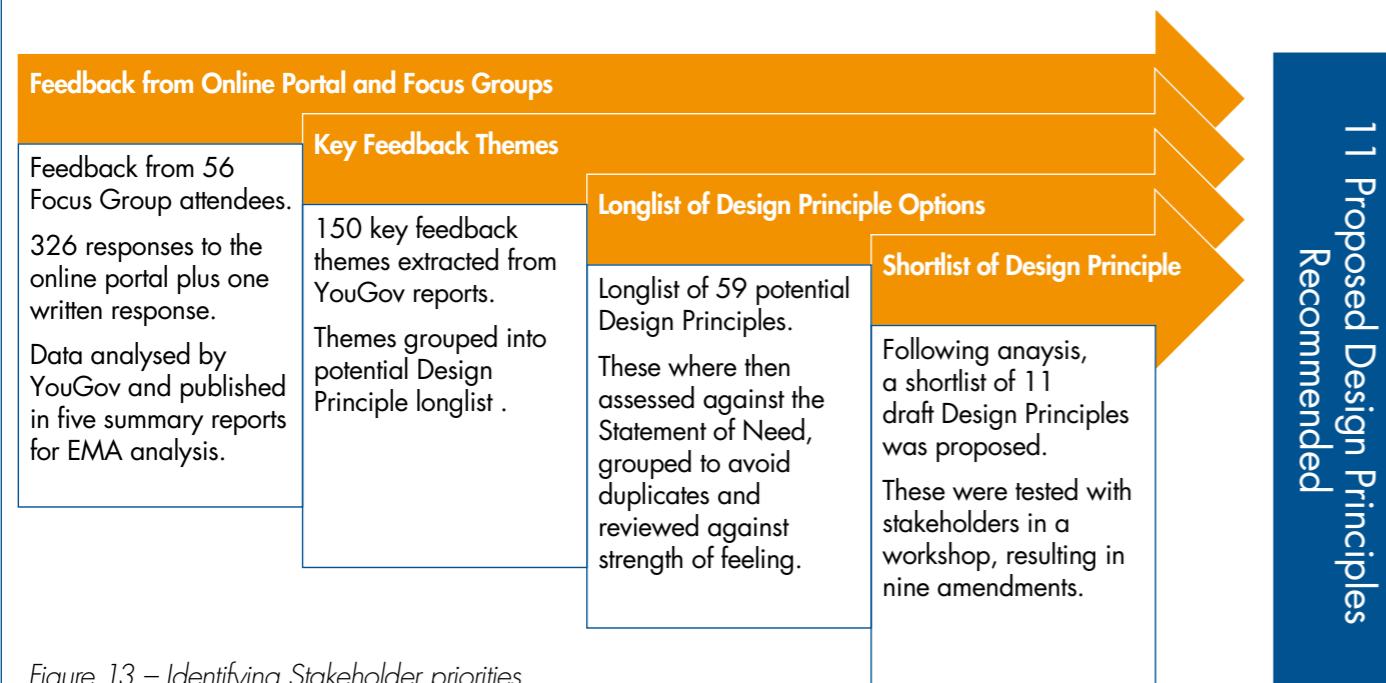 Feedback from Online Portal and Focus Groups
Feedback from 56
Focus Group attendees.
326 responses to the
online portal plus one
written response.
Data analysed by
YouGov and published
in five summary reports
for EMA analysis.
Key Feedback Themes
150 key feedback
themes extracted from
YouGov reports.
Themes grouped into
potential Design
Principle longlist .
Longlist of Design Principle Options
Longlist of 59 potential
Design Principles.
These where then
assessed against the
Statement of Need,
grouped to avoid
duplicates and
reviewed against
strength of feeling.
Shortlist of Design Principle
Following anaysis,
a shortlist of 11
draft Design Principles
was proposed.
These were tested with
stakeholders in a
workshop, resulting in
nine amendments.
11 Proposed Design Principles
Recommended
Figure 13 – Identifying Stakeholder priorities